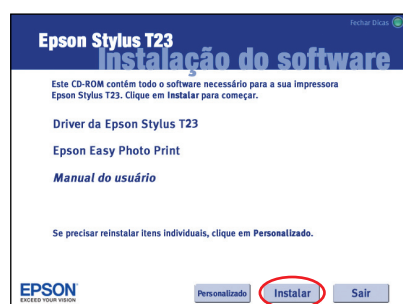 Fechar Dicas
Epson Stylus T23
Instalação do software
Este CD-ROM contém todo o software necessário para a sua impressora
Epson Stylus T23. Clique em Instalar para começar.
Driver da Epson Stylus T23
Epson Easy Photo Print
Manual do usuário
Se precisar reinstalar itens individuais, clique em Personalizado.
EPSON
EXCEED YOUR VISION
Personalizado
Instalar
Sair